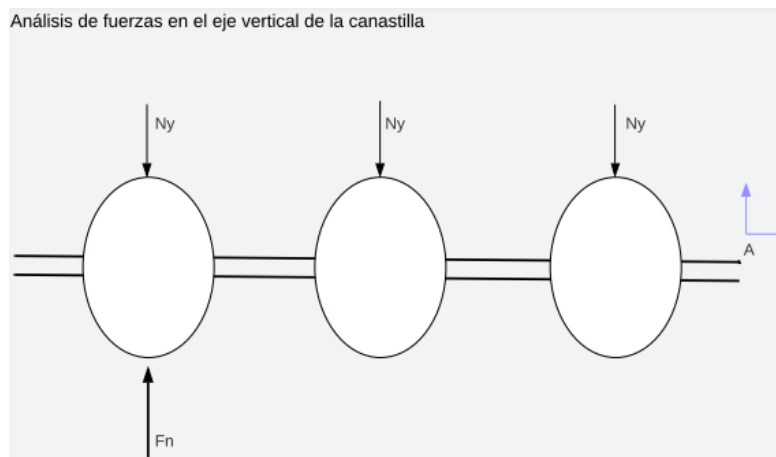 Análisis de fuerzas en el eje vertical de la canastilla
Ny
Ny
Ny
A
Fn